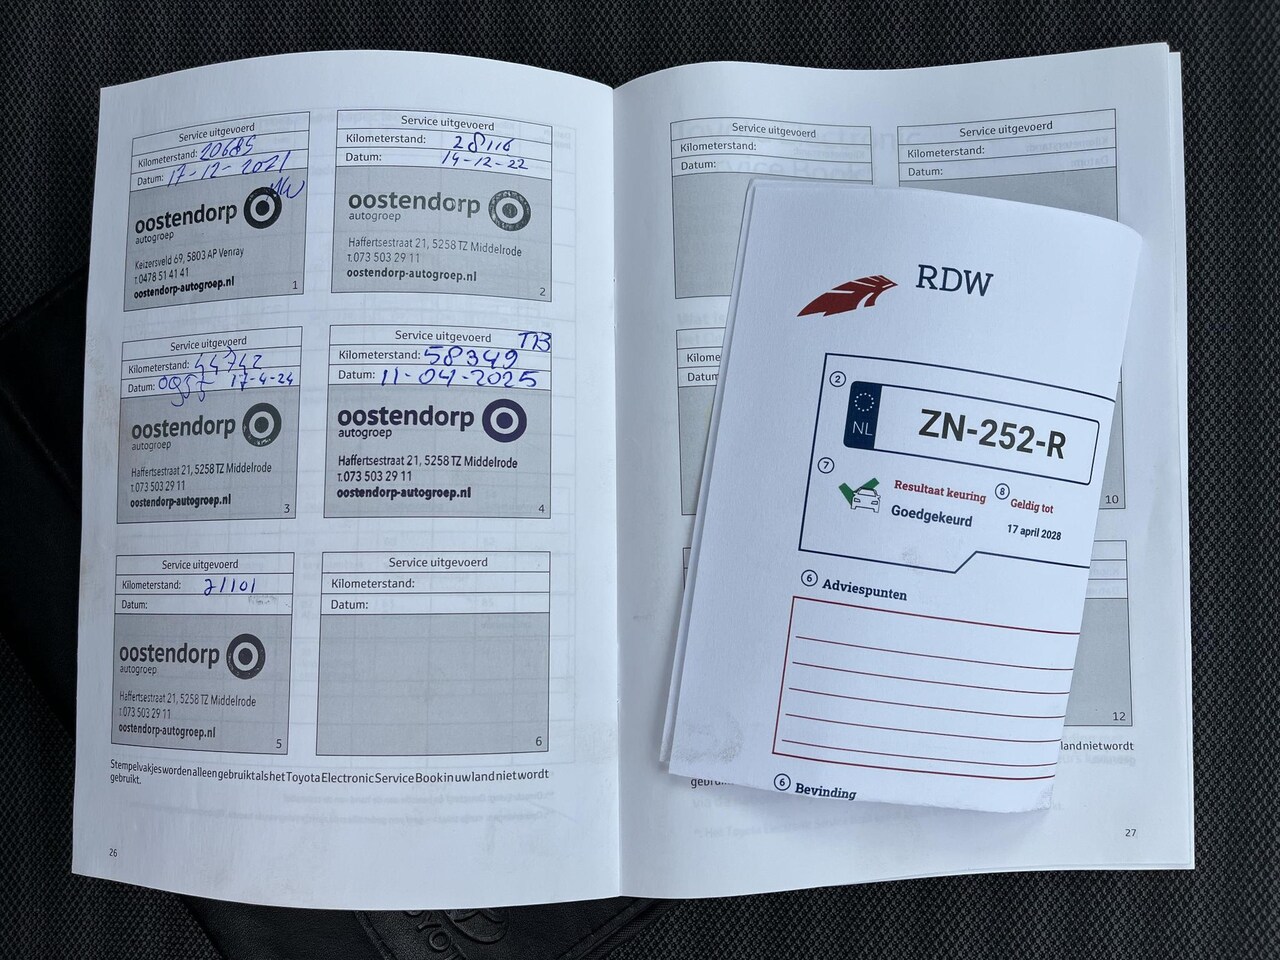 Service uitgevoerd
Kilometerstand: 20685
Datum: 17-12-2021
oostendorp
autogroep
Keizersveld 69, 5803 AP Venray
t.0478 51 41 41
oostendorp-autogroep.nl
1
Service uitgevoerd
Kilometerstand: 28116
Datum: 14-12-22
oostendorp
autogroep
Haffertsestraat 21, 5258 TZ Middelrode
t.073 503 29 11
oostendorp-autogroep.nl
2
Service uitgevoerd
Kilometerstand: 44742
Datum: 17-4-24
oostendorp
autogroep
Haffertsestraat 21, 5258 TZ Middelrode
t.073 503 29 11
oostendorp-autogroep.nl
3
Service uitgevoerd TB
Kilometerstand: 58349
Datum: 11-04-2025
oostendorp
autogroep
Haffertsestraat 21, 5258 TZ Middelrode
t.073 503 29 11
oostendorp-autogroep.nl
4
Service uitgevoerd
Kilometerstand: 71101
Datum:
oostendorp
autogroep
Haffertsestraat 21, 5258 TZ Middelrode
t.073 503 29 11
oostendorp-autogroep.nl
5
Service uitgevoerd
Kilometerstand:
Datum:
6
Stempelvakjes worden alleen gebruikt als het Toyota Electronic Service Book in uw land niet wordt
gebruikt.
26
Service uitgevoerd
Kilometerstand:
Datum:
Service uitgevoerd
Kilometerstand:
Datum:
10
12
land niet wordt
27
RDW
2
NL
ZN-252-R
7
Resultaat keuring
Goedgekeurd
8
Geldig tot
17 april 2028
6 Adviespunten
6 Bevinding